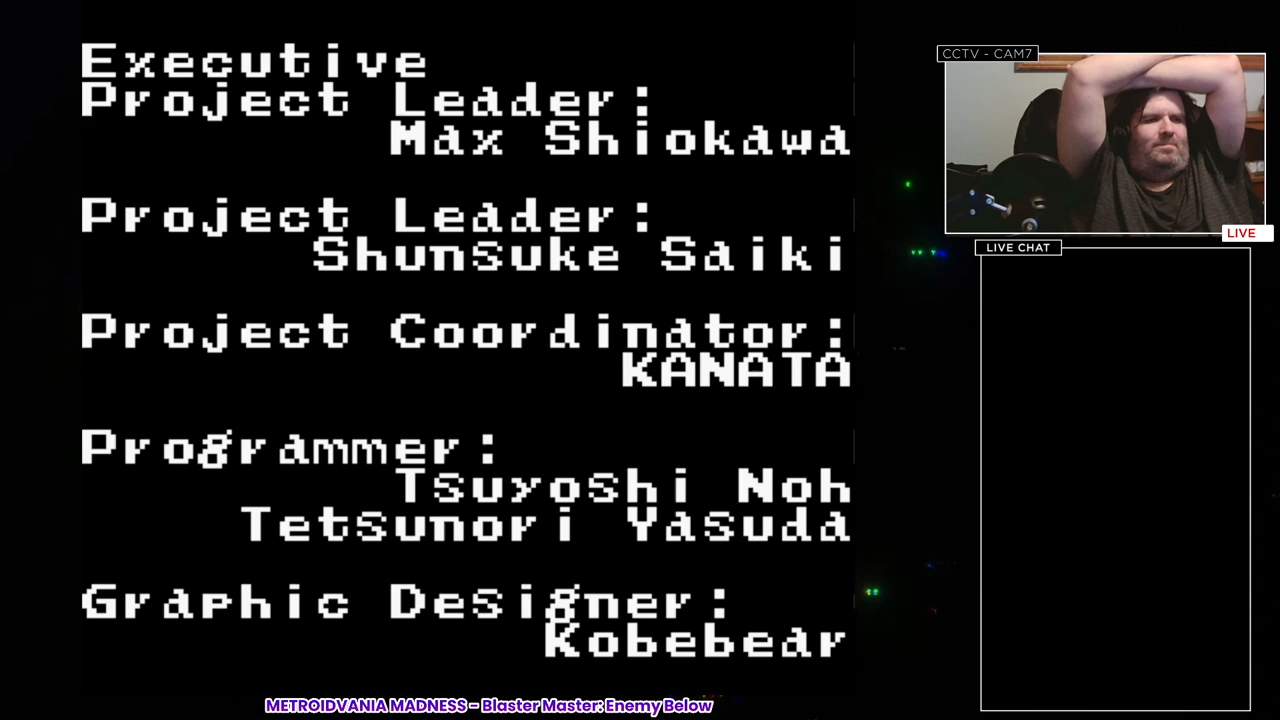 Executive
Project Leader:
Max Shiokawa
Project Leader:
Shunsuke Saiki
Project Coordinator:
KANATA
Programmer:
Tsuyoshi Noh
Tetsunori Yasuda
Graphic Designer:
Kobebear
CCTV - CAM7
LIVE
LIVE CHAT
METROIDVANIA MADNESS - Blaster Master: Enemy Below